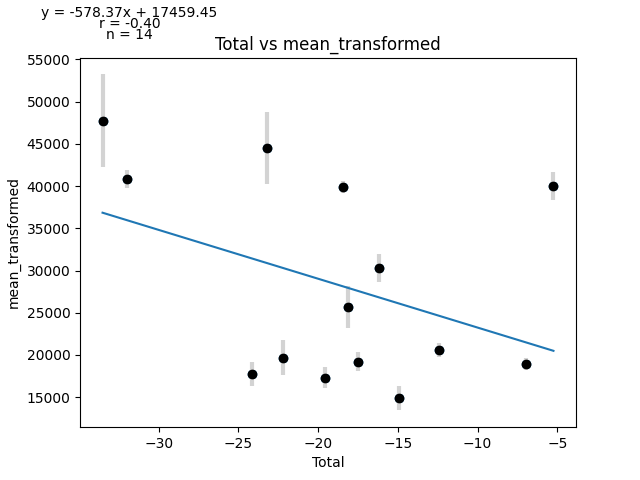 y = -578.37x + 17459.45
r = -0.40
n = 14
Total vs mean_transformed
55000
50000
45000
40000
35000
30000
25000
20000
15000
mean_transformed
−30
−25
−20
−15
−10
−5
Total